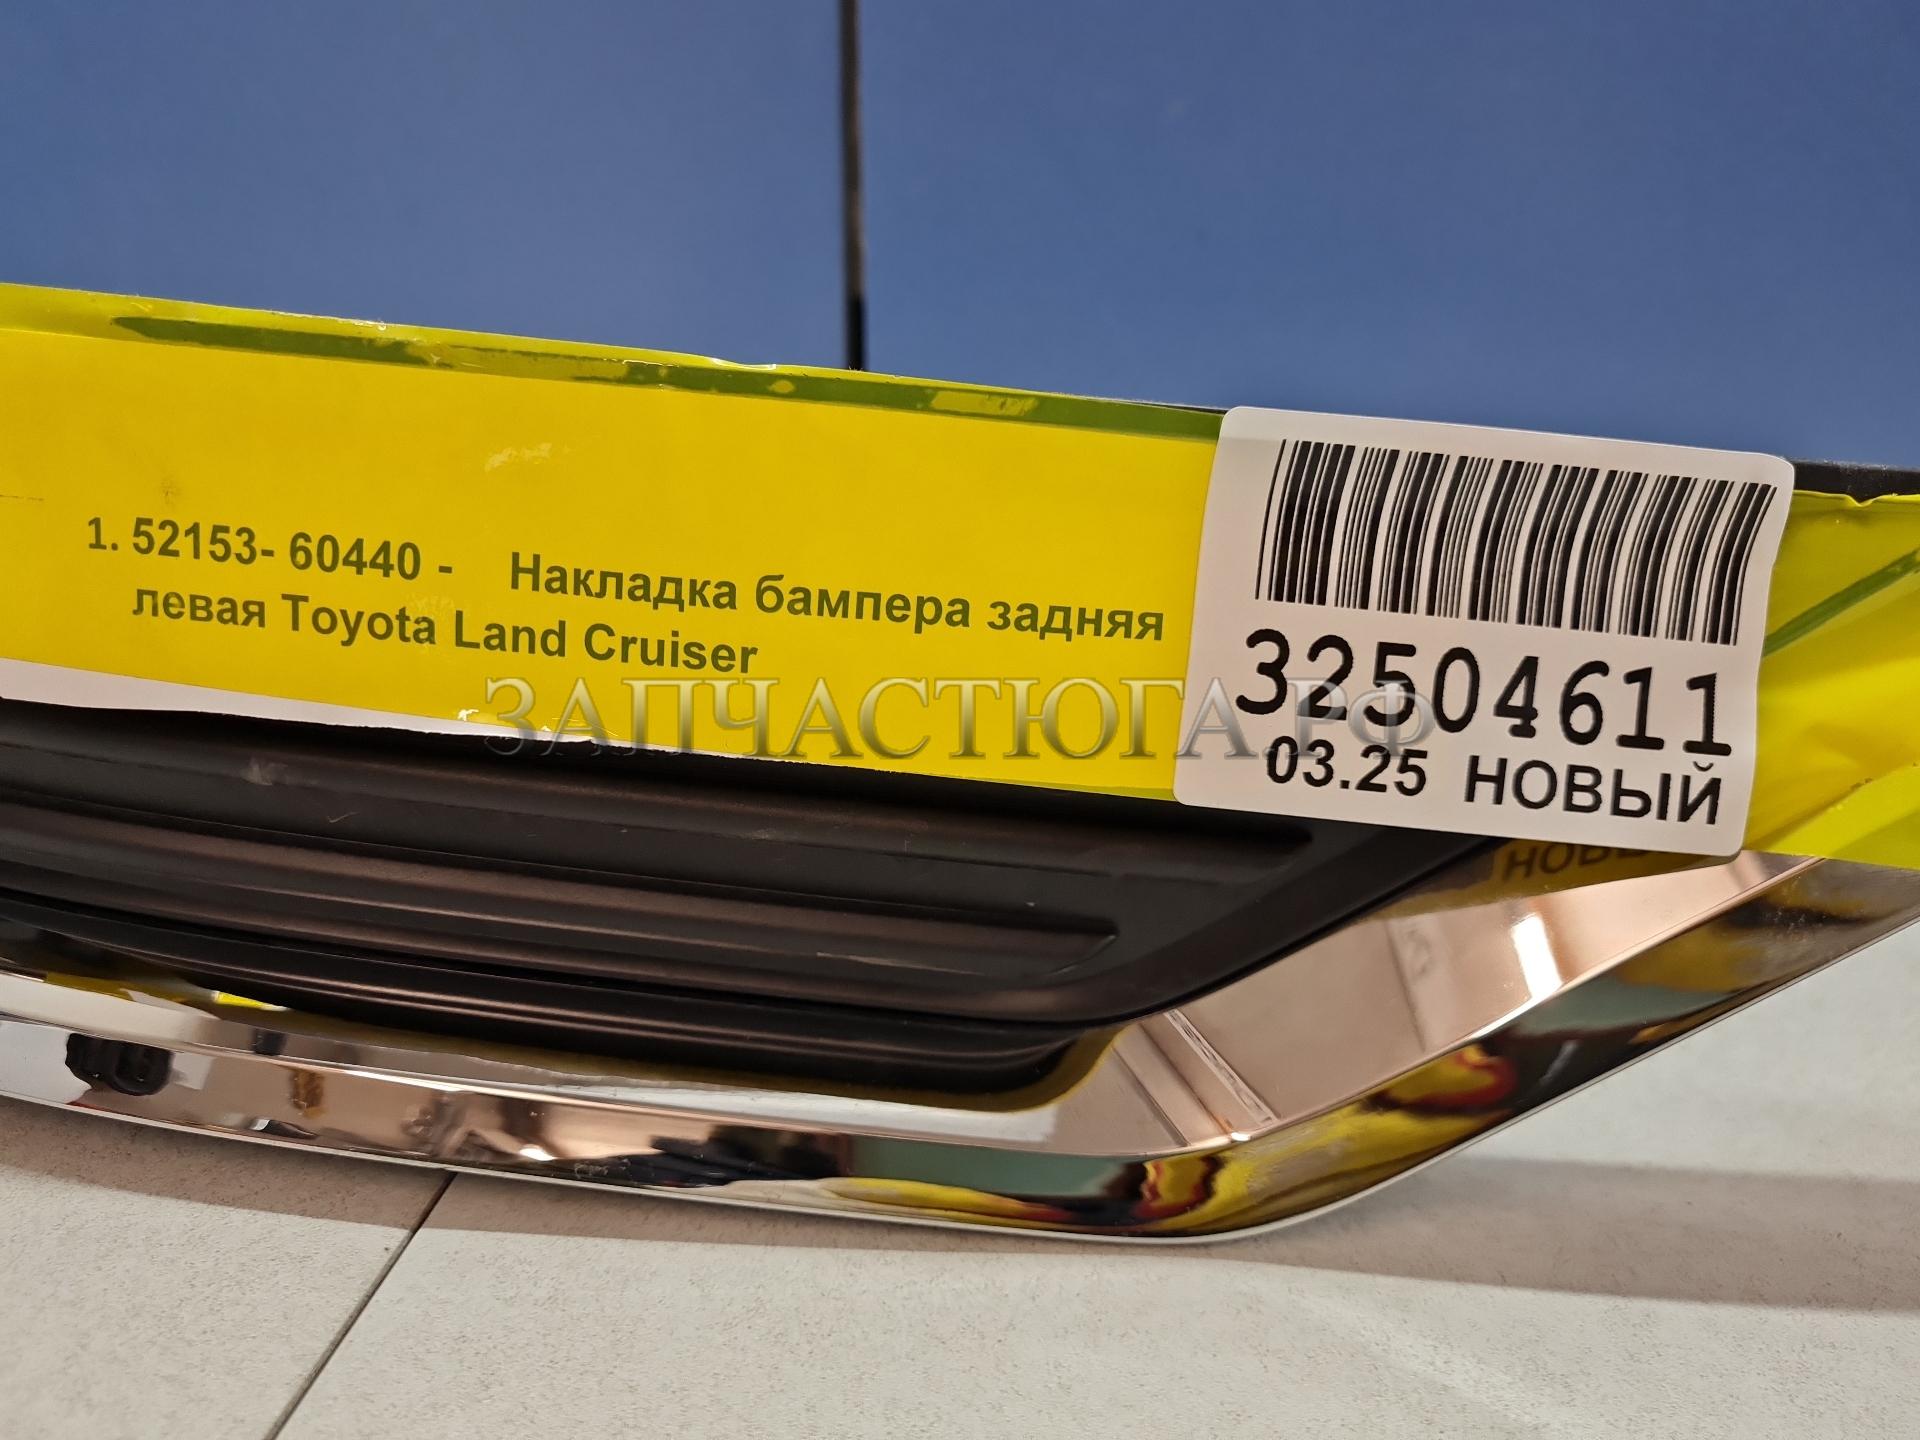 1. 52153- 60440 - Накладка бампера задняя
левая Toyota Land Cruiser
ЗАПЧАСТЮГА.РФ
32504611
03.25 НОВЫЙ